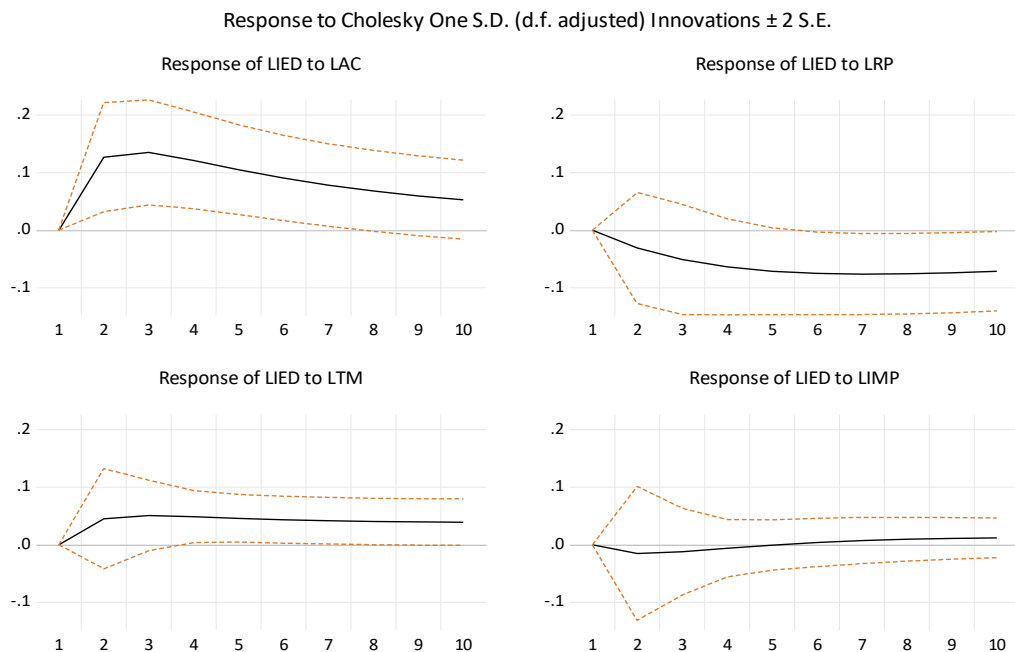 Response to Cholesky One S.D. (d.f. adjusted) Innovations ± 2 S.E.
Response of LIED to LAC
.2
.1
.0
-.1
1 2 3 4 5 6 7 8 9 10
Response of LIED to LRP
.2
.1
.0
-.1
1 2 3 4 5 6 7 8 9 10
Response of LIED to LTM
.2
.1
.0
-.1
1 2 3 4 5 6 7 8 9 10
Response of LIED to LIMP
.2
.1
.0
-.1
1 2 3 4 5 6 7 8 9 10